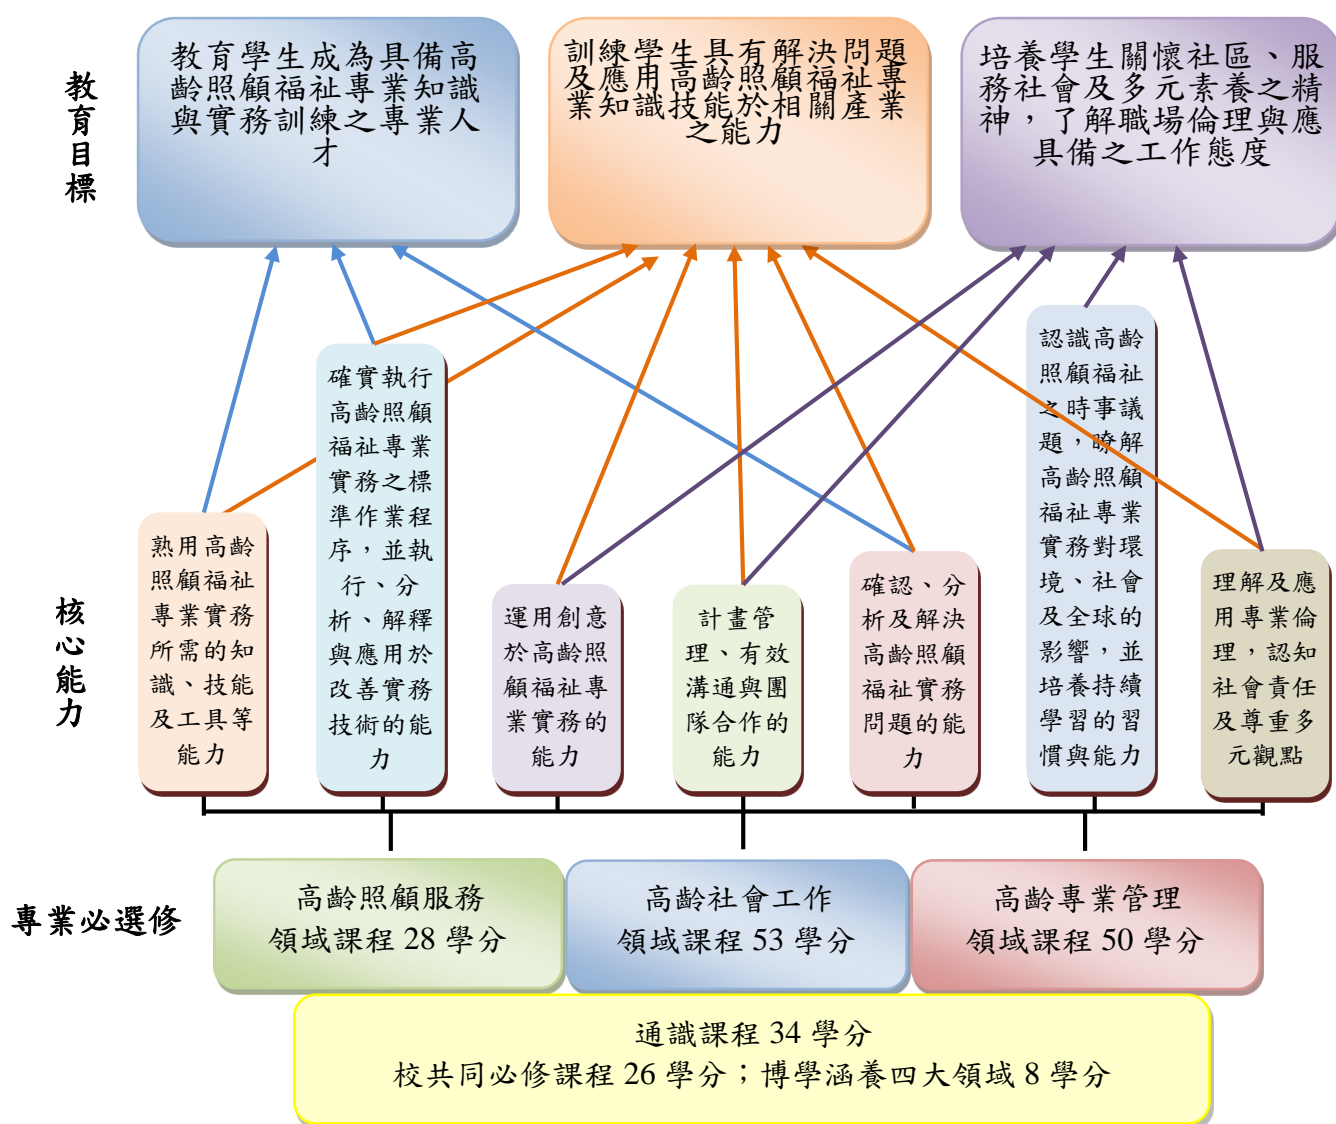 教育目標
教育學生成為具備高
齡照顧福祉專業知識
與實務訓練之專業人
才
訓練學生具有解決問題
及應用高齡照顧福祉專
業知識技能於相關產業
之能力
培養學生關懷社區、服
務社會及多元素養之精
神，了解職場倫理與應
具備之工作態度
核心能力
熟用高齡
照顧福祉
專業實務
所需的知
識、技能
及工具等
能力
確實執行
高齡照顧
福祉專業
實務之標
準作業程
序，並執
行、分
析、解釋
與應用於
改善實務
技術的能
力
運用創意
於高齡照
顧福祉專
業實務的
能力
計畫管
理、有效
溝通與團
隊合作的
能力
確認、分
析及解決
高齡照顧
福祉實務
問題的能
力
認識高齡
照顧福祉
之時事議
題，瞭解
高齡照顧
福祉專業
實務對環
境、社會
及全球的
影響，並
培養持續
學習的習
慣與能力
理解及應
用專業倫
理，認知
社會責任
及尊重多
元觀點
專業必選修
高齡照顧服務
領域課程 28 學分
高齡社會工作
領域課程 53 學分
高齡專業管理
領域課程 50 學分
通識課程 34 學分
校共同必修課程 26 學分；博學涵養四大領域 8 學分